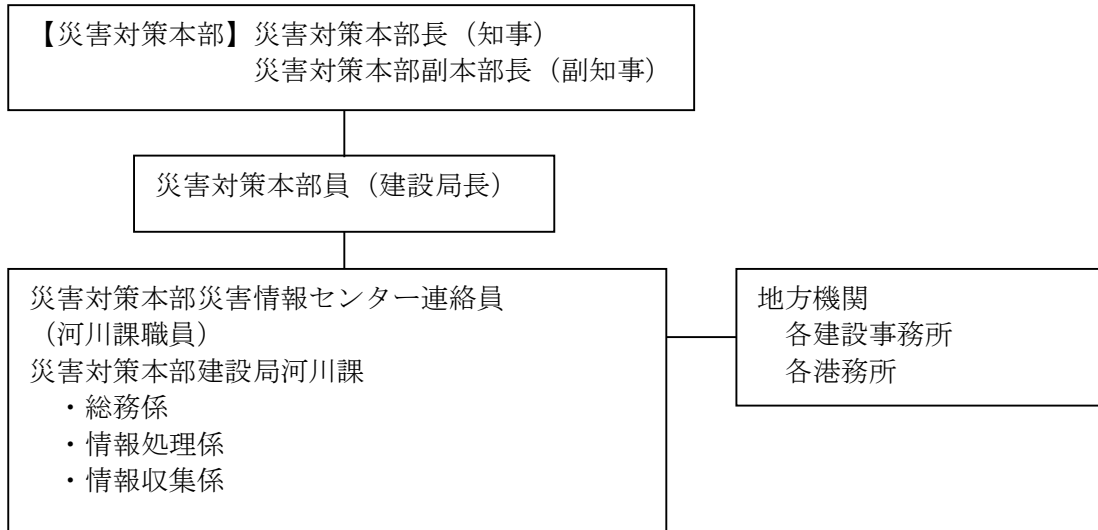 【災害対策本部】災害対策本部長（知事）
災害対策本部副本部長（副知事）
災害対策本部員（建設局長）
災害対策本部災害情報センター連絡員
（河川課職員）
災害対策本部建設局河川課
・総務係
・情報処理係
・情報収集係
地方機関
各建設事務所
各港務所